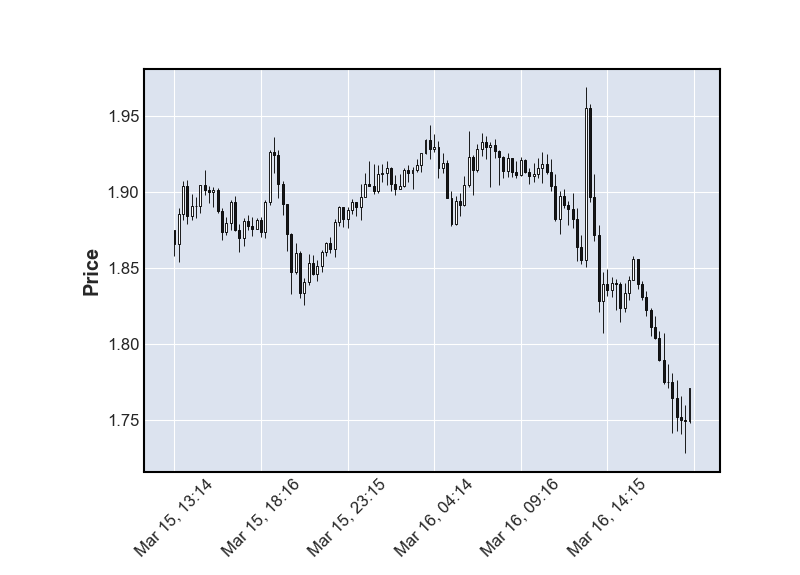 1.95
1.90
1.85
1.80
1.75
Price
Mar 15, 13:14
Mar 15, 18:16
Mar 15, 23:15
Mar 16, 04:14
Mar 16, 09:16
Mar 16, 14:15